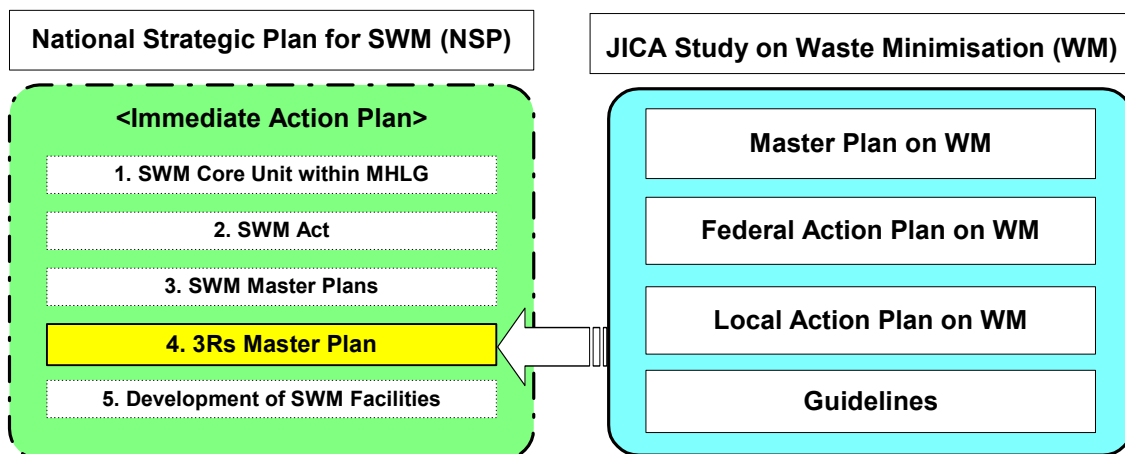 National Strategic Plan for SWM (NSP)
<Immediate Action Plan>
1. SWM Core Unit within MHLG
2. SWM Act
3. SWM Master Plans
4. 3Rs Master Plan
5. Development of SWM Facilities
JICA Study on Waste Minimisation (WM)
Master Plan on WM
Federal Action Plan on WM
Local Action Plan on WM
Guidelines